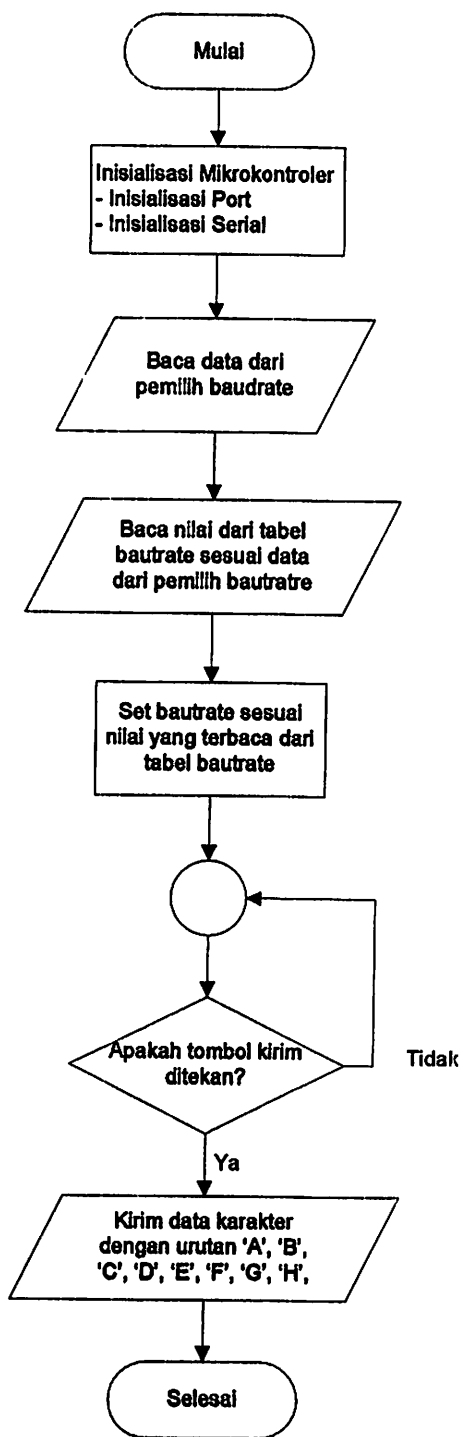 Mulai
Inisialisasi Mikrokontroler
- Inisialisasi Port
- Inisialisasi Serial
Baca data dari
pemilih baudrate
Baca nilai dari tabel
bautrate sesuai data
dari pemilih bautratre
Set bautrate sesuai
nilai yang terbaca dari
tabel bautrate
Apakah tombol kirim
ditekan?
Tidak
Ya
Kirim data karakter
dengan urutan 'A', 'B',
'C', 'D', 'E', 'F', 'G', 'H',
Selesai